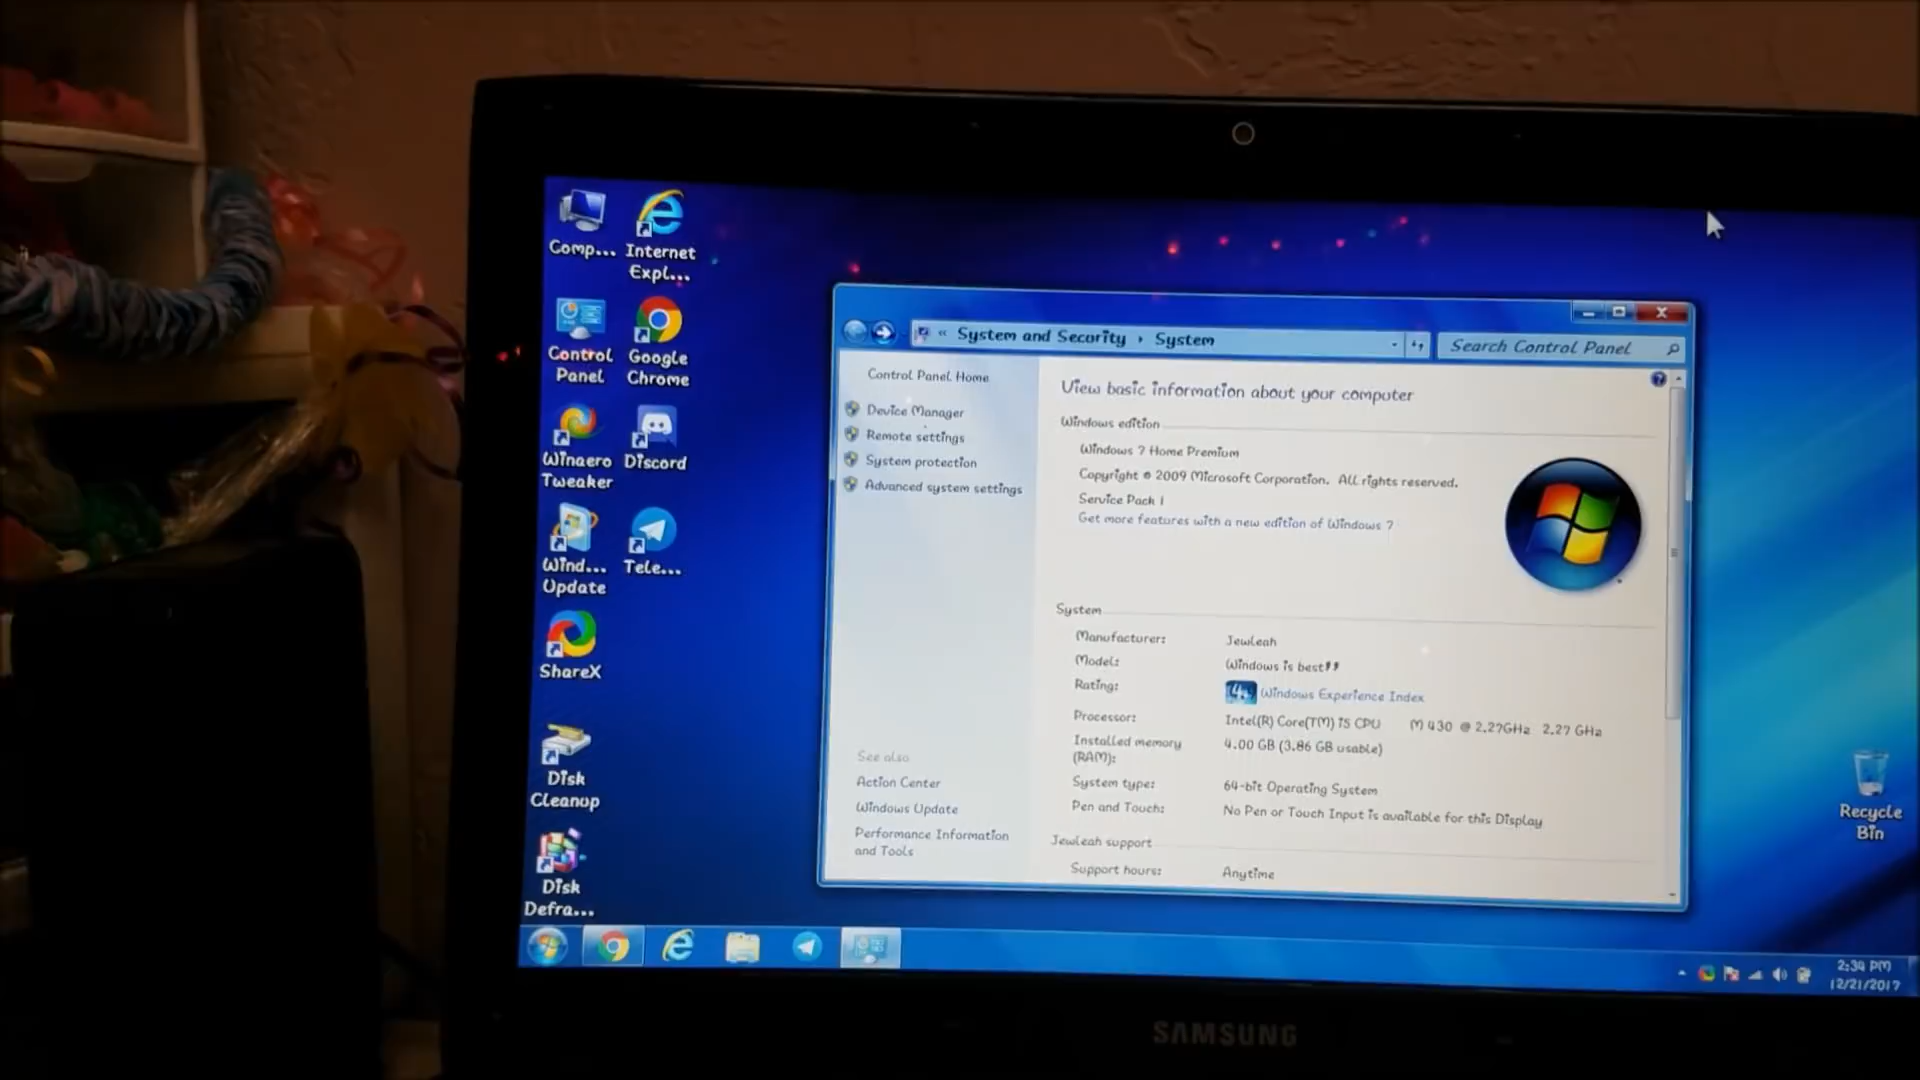 Comp...
Internet
Expl...
Control
Panel
Google
Chrome
Winaero
Tweaker
Discord
Wind...
Update
Tele...
ShareX
Disk
Cleanup
Disk
Defra...
Recycle
Bin
« System and Security › System
Search Control Panel
Control Panel Home
Device Manager
Remote settings
System protection
Advanced system settings
See also
Action Center
Windows Update
Performance Information
and Tools
View basic information about your computer
Windows edition
Windows 7 Home Premium
Copyright © 2009 Microsoft Corporation. All rights reserved.
Service Pack 1
Get more features with a new edition of Windows 7
System
Manufacturer: Jewleah
Model: Windows is best!!
Rating: 4. Windows Experience Index
Processor: Intel(R) Core(TM) i5 CPU M 430 @ 2.27GHz 2.27 GHz
Installed memory
(RAM): 4.00 GB (3.86 GB usable)
System type: 64-bit Operating System
Pen and Touch: No Pen or Touch Input is available for this Display
Jewleah support
Support hours: Anytime
2:34 PM
12/21/2017
SAMSUNG